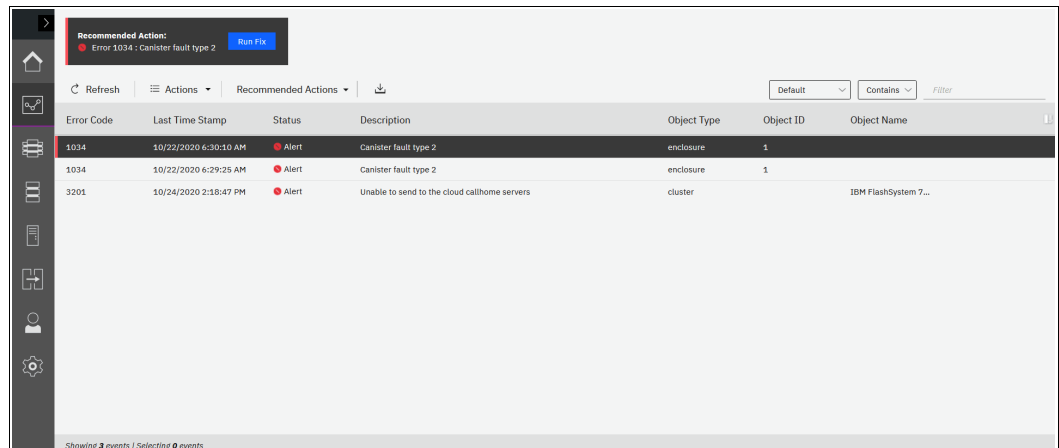 Recommended Action:
Error 1034 : Canister fault type 2
Run Fix
Refresh Actions Recommended Actions Default Contains Filter
Error Code Last Time Stamp Status Description Object Type Object ID Object Name
1034 10/22/2020 6:30:10 AM Alert Canister fault type 2 enclosure 1
1034 10/22/2020 6:29:25 AM Alert Canister fault type 2 enclosure 1
3201 10/24/2020 2:18:47 PM Alert Unable to send to the cloud callhome servers cluster IBM FlashSystem 7...
Showing 3 events | Selecting 0 events